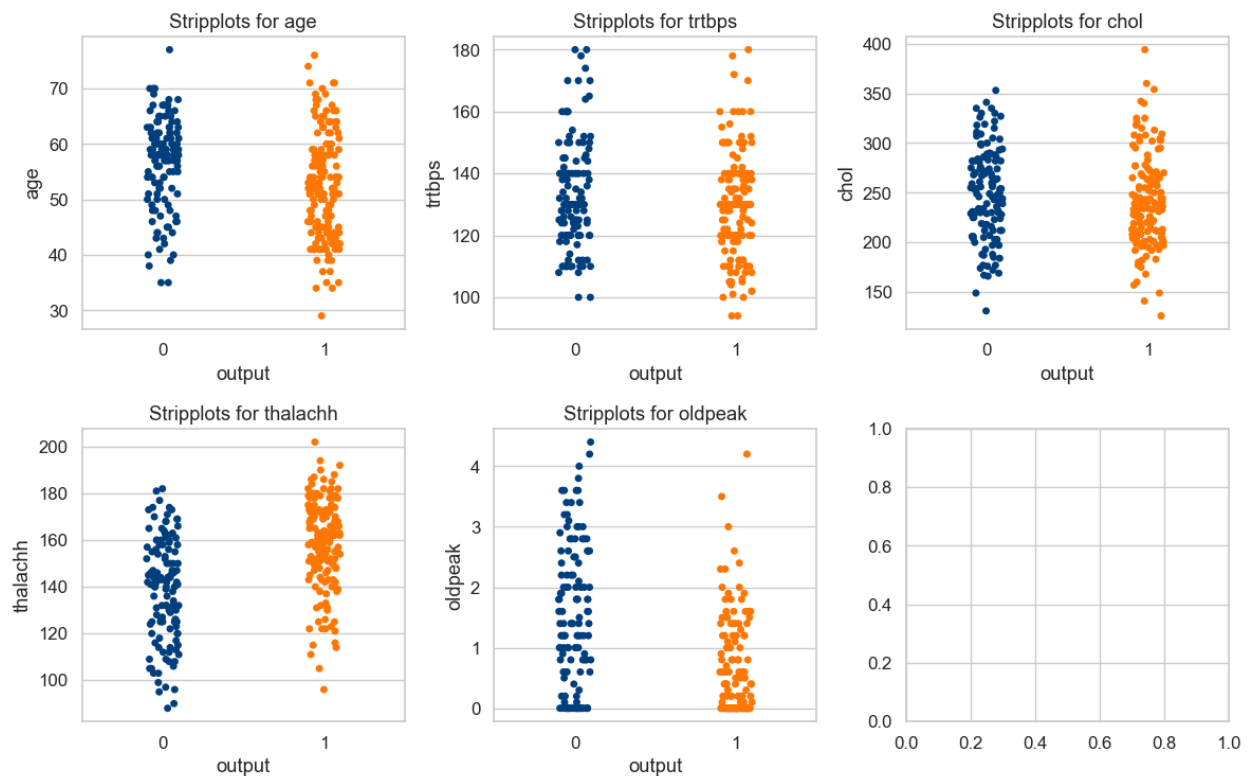 Stripplots for age
70
60
50
40
30
age
0
1
output
Stripplots for trtbps
180
160
140
120
100
trtbps
0
1
output
Stripplots for chol
400
350
300
250
200
150
chol
0
1
output
Stripplots for thalachh
200
180
160
140
120
100
thalachh
0
1
output
Stripplots for oldpeak
4
3
2
1
0
oldpeak
0
1
output
1.0
0.8
0.6
0.4
0.2
0.0
0.0 0.2 0.4 0.6 0.8 1.0